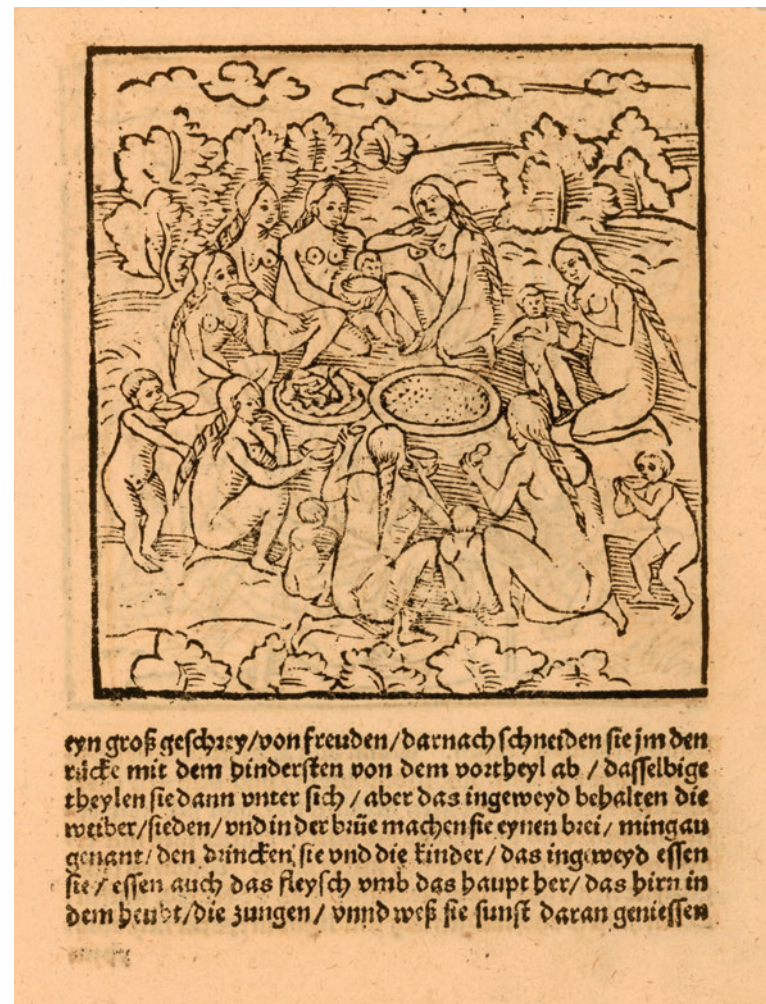 eyn groß geschrey/von freuden/darnach schneiden sie jm den
rücke mit dem hindersten von dem vortheyl ab / dasselbige
theylen sie dann vnter sich / aber das ingeweyd behalten die
weiber/sieden/vnd in der brüe machen sie eynen brei/ mingau
genant/ den drincken sie vnd die kinder/ das ingeweyd essen
sie/ essen auch das fleysch vmb das haupt her/ das hirn in
dem heubt/die zungen/ vnnd weß sie sunst daran geniessen